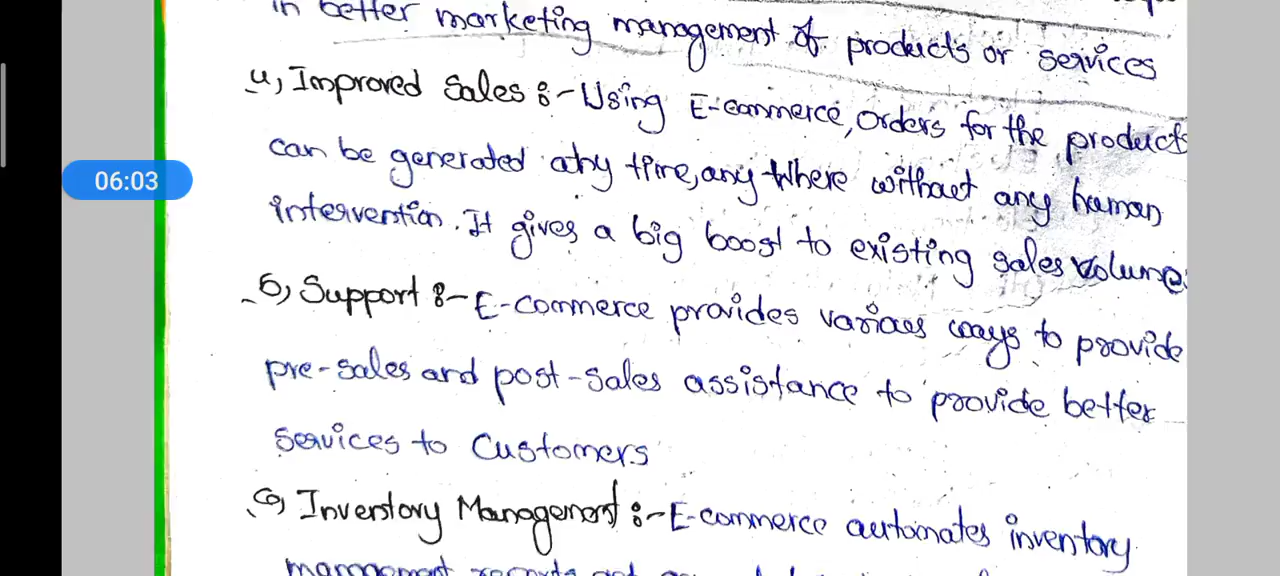 in better marketing management of products or services
4, Improved Sales :- Using E-commerce, Orders for the products
can be generated any time, any where without any human
intervention. It gives a big boost to existing sales volume.
06:03
5, Support :- E-commerce provides various ways to provide
pre-sales and post-sales assistance to provide better
services to Customers
6, Inventory Management :- E-commerce automates inventory
management